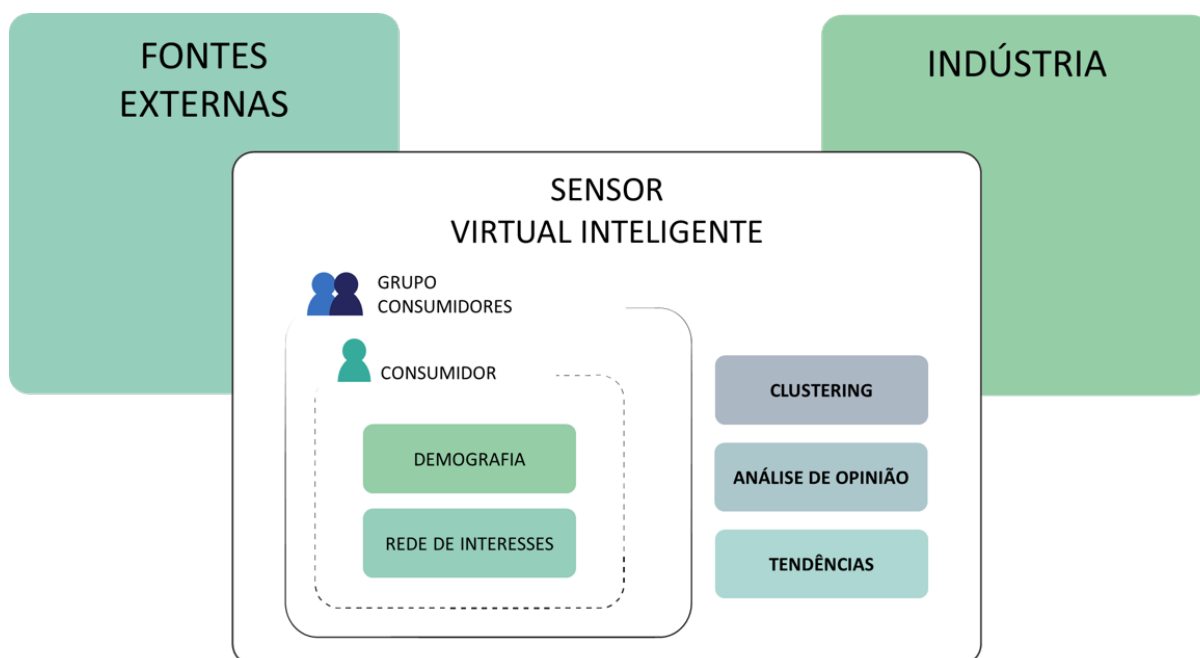 FONTES
EXTERNAS
INDÚSTRIA
SENSOR
VIRTUAL INTELIGENTE
GRUPO
CONSUMIDORES
CONSUMIDOR
DEMOGRAFIA
REDE DE INTERESSES
CLUSTERING
ANÁLISE DE OPINIÃO
TENDÊNCIAS